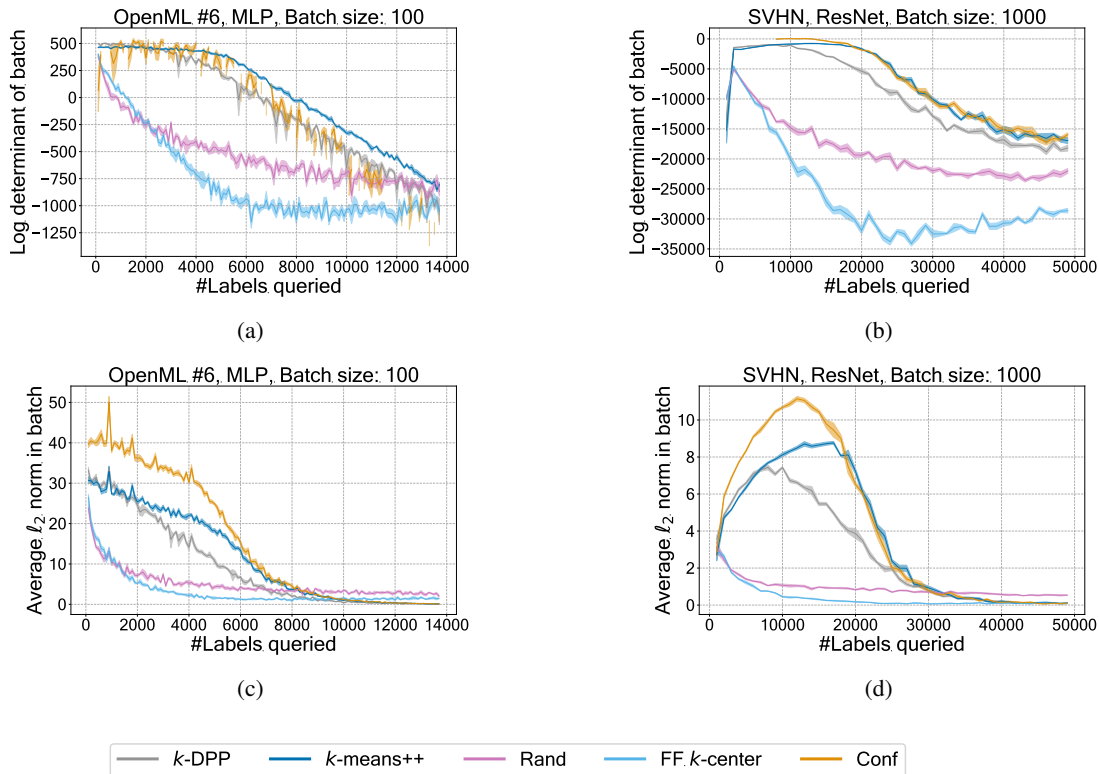 OpenML #6, MLP, Batch size: 100
Log determinant of batch
500
250
0
−250
−500
−750
−1000
−1250
0 2000 4000 6000 8000 10000 12000 14000
#Labels queried
(a)
SVHN, ResNet, Batch size: 1000
Log determinant of batch
0
−5000
−10000
−15000
−20000
−25000
−30000
−35000
10000 20000 30000 40000 50000
#Labels queried
(b)
OpenML #6, MLP, Batch size: 100
Average ℓ2 norm in batch
50
40
30
20
10
0
0 2000 4000 6000 8000 10000 12000 14000
#Labels queried
(c)
SVHN, ResNet, Batch size: 1000
Average ℓ2 norm in batch
10
8
6
4
2
0
0 10000 20000 30000 40000 50000
#Labels queried
(d)
k-DPP k-means++ Rand FF k-center Conf